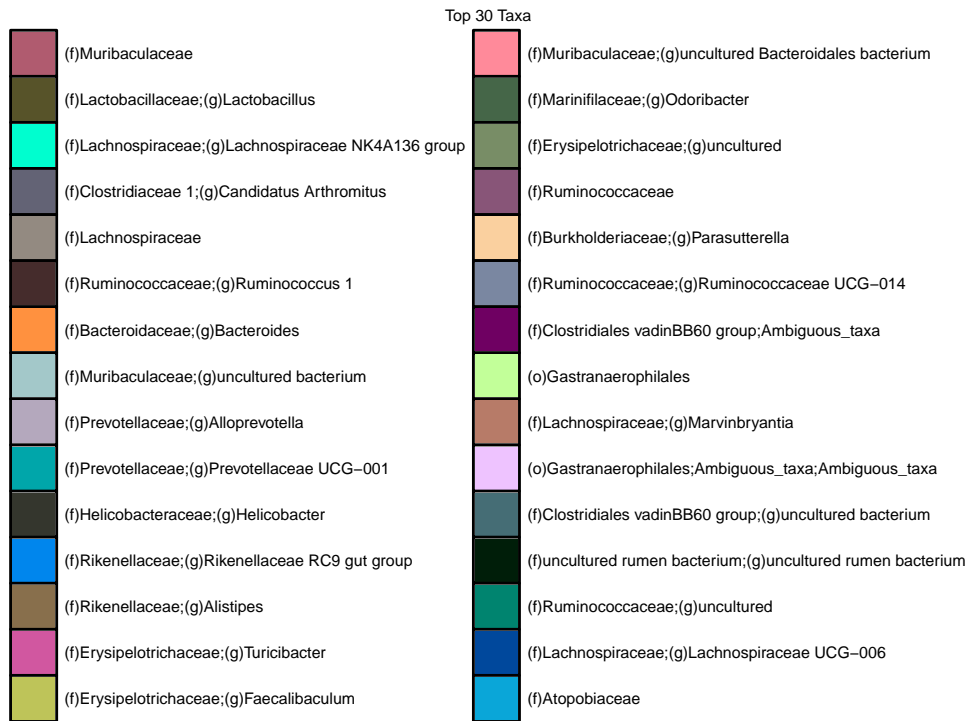 Top 30 Taxa
(f)Muribaculaceae
(f)Lactobacillaceae;(g)Lactobacillus
(f)Lachnospiraceae;(g)Lachnospiraceae NK4A136 group
(f)Clostridiaceae 1;(g)Candidatus Arthromitus
(f)Lachnospiraceae
(f)Ruminococcaceae;(g)Ruminococcus 1
(f)Bacteroidaceae;(g)Bacteroides
(f)Muribaculaceae;(g)uncultured bacterium
(f)Prevotellaceae;(g)Alloprevotella
(f)Prevotellaceae;(g)Prevotellaceae UCG−001
(f)Helicobacteraceae;(g)Helicobacter
(f)Rikenellaceae;(g)Rikenellaceae RC9 gut group
(f)Rikenellaceae;(g)Alistipes
(f)Erysipelotrichaceae;(g)Turicibacter
(f)Erysipelotrichaceae;(g)Faecalibaculum
(f)Muribaculaceae;(g)uncultured Bacteroidales bacterium
(f)Marinifilaceae;(g)Odoribacter
(f)Erysipelotrichaceae;(g)uncultured
(f)Ruminococcaceae
(f)Burkholderiaceae;(g)Parasutterella
(f)Ruminococcaceae;(g)Ruminococcaceae UCG−014
(f)Clostridiales vadinBB60 group;Ambiguous_taxa
(o)Gastranaerophilales
(f)Lachnospiraceae;(g)Marvinbryantia
(o)Gastranaerophilales;Ambiguous_taxa;Ambiguous_taxa
(f)Clostridiales vadinBB60 group;(g)uncultured bacterium
(f)uncultured rumen bacterium;(g)uncultured rumen bacterium
(f)Ruminococcaceae;(g)uncultured
(f)Lachnospiraceae;(g)Lachnospiraceae UCG−006
(f)Atopobiaceae